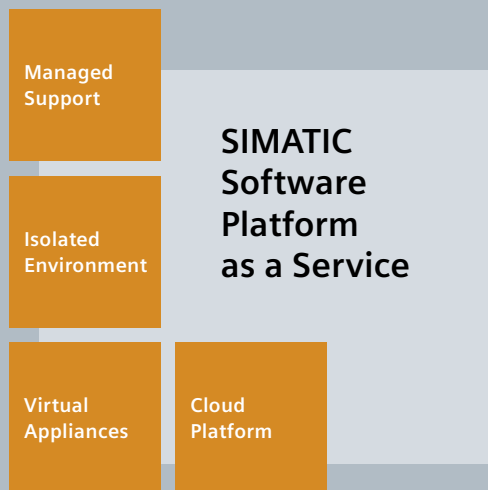 Managed
Support
SIMATIC
Software
Platform
as a Service
Isolated
Environment
Virtual
Appliances
Cloud
Platform